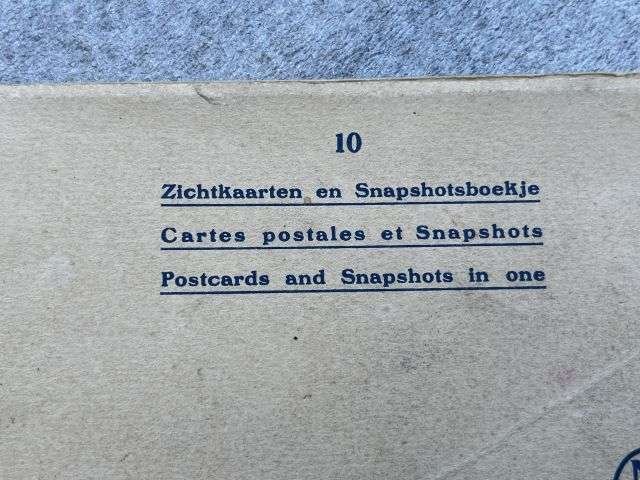 10
Zichtkaarten en Snapshotsboekje
Cartes postales et Snapshots
Postcards and Snapshots in one